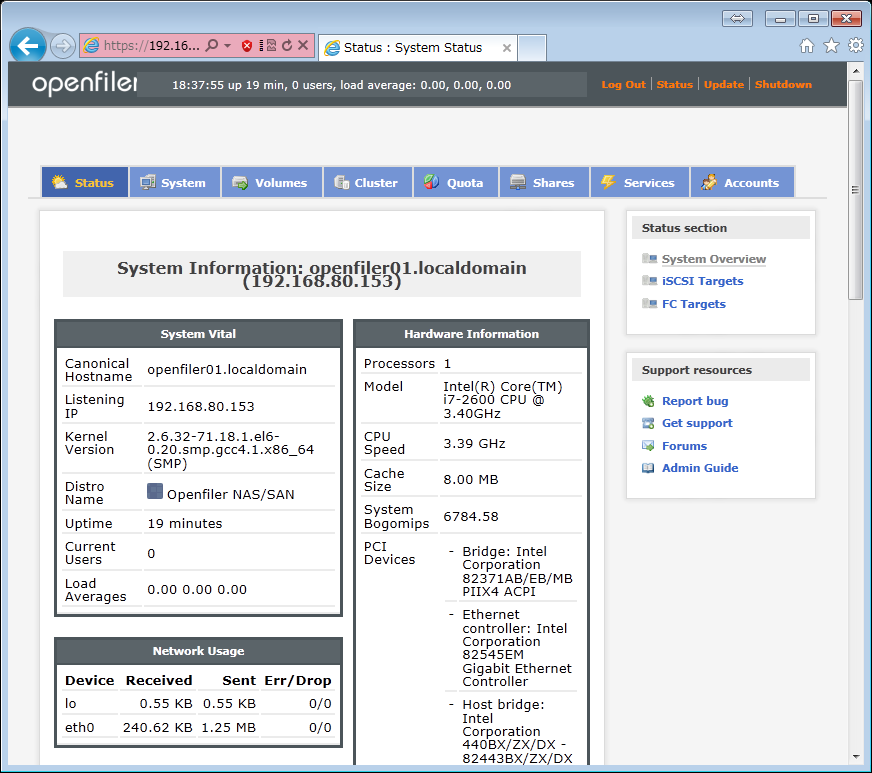 https://192.16...
Status : System Status
openfiler
18:37:55 up 19 min, 0 users, load average: 0.00, 0.00, 0.00
Log Out | Status | Update | Shutdown
Status System Volumes Cluster Quota Shares Services Accounts
System Information: openfiler01.localdomain
(192.168.80.153)
System Vital
Canonical
Hostname
openfiler01.localdomain
Listening
IP
192.168.80.153
Kernel
Version
2.6.32-71.18.1.el6-
0.20.smp.gcc4.1.x86_64
(SMP)
Distro
Name
Openfiler NAS/SAN
Uptime 19 minutes
Current
Users
0
Load
Averages
0.00 0.00 0.00
Network Usage
Device Received Sent Err/Drop
lo 0.55 KB 0.55 KB 0/0
eth0 240.62 KB 1.25 MB 0/0
Hardware Information
Processors 1
Model Intel(R) Core(TM)
i7-2600 CPU @
3.40GHz
CPU
Speed
3.39 GHz
Cache
Size
8.00 MB
System
Bogomips
6784.58
PCI
Devices
- Bridge: Intel
Corporation
82371AB/EB/MB
PIIX4 ACPI
- Ethernet
controller: Intel
Corporation
82545EM
Gigabit Ethernet
Controller
- Host bridge:
Intel
Corporation
440BX/ZX/DX -
82443BX/ZX/DX
Status section
System Overview
iSCSI Targets
FC Targets
Support resources
Report bug
Get support
Forums
Admin Guide